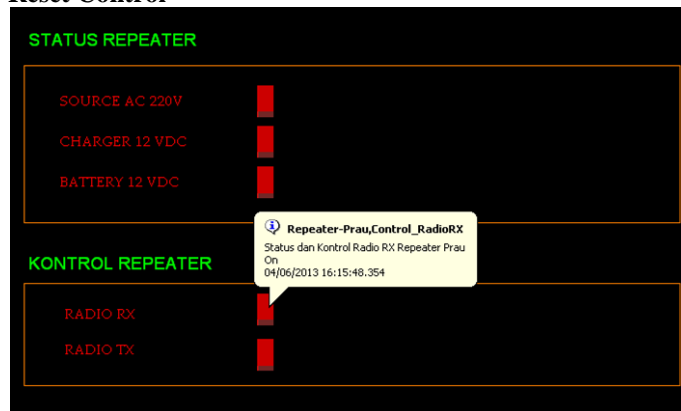 Reset Control
STATUS REPEATER
SOURCE AC 220V
CHARGER 12 VDC
BATTERY 12 VDC
Repeater-Prau,Control_RadioRX
Status dan Kontrol Radio RX Repeater Prau
On
04/06/2013 16:15:48.354
KONTROL REPEATER
RADIO RX
RADIO TX